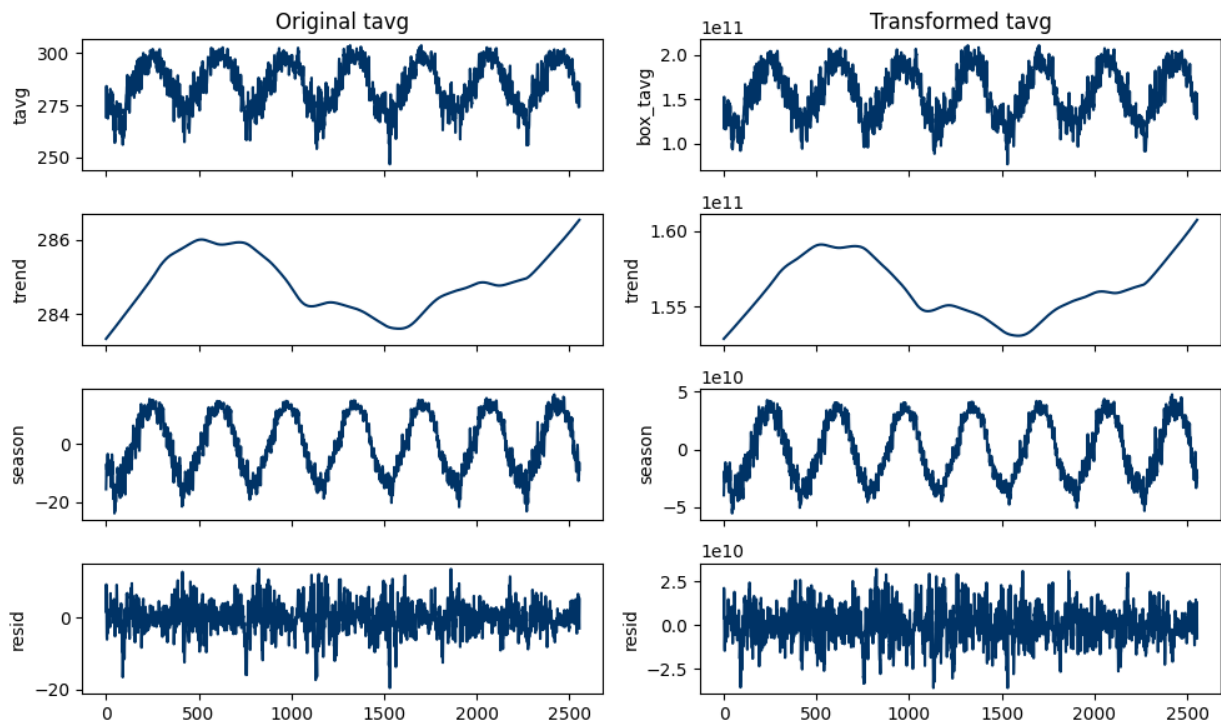 Original tavg
300
275
250
tavg
Transformed tavg
1e11
2.0
1.5
1.0
box_tavg
286
284
trend
1e11
1.60
1.55
trend
0
−20
season
1e10
5
0
−5
season
0
−20
resid
0 500 1000 1500 2000 2500
1e10
2.5
0.0
−2.5
resid
0 500 1000 1500 2000 2500